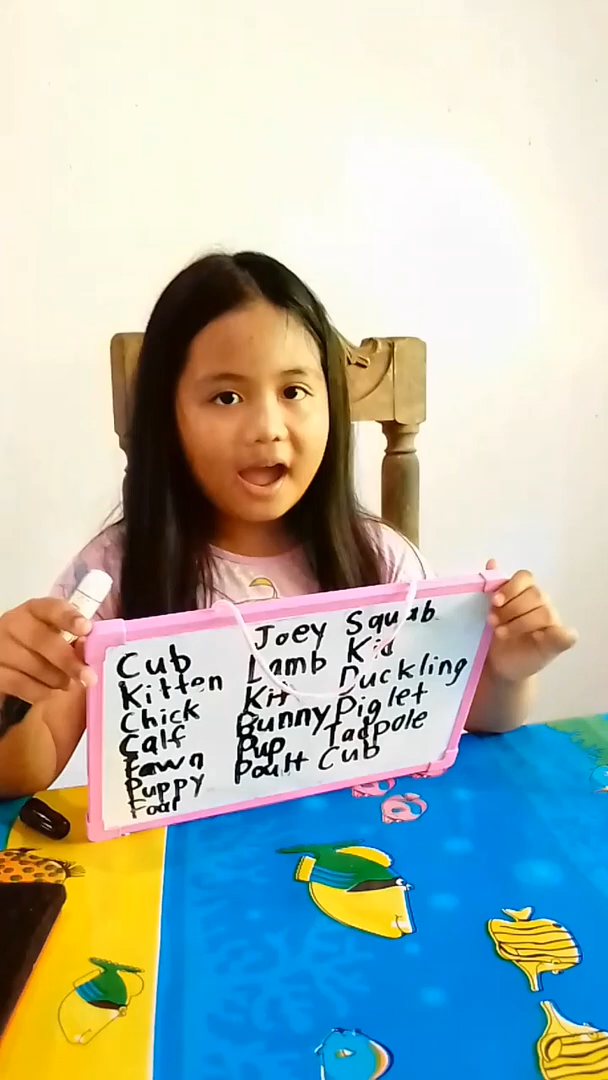 Cub
Kitten
Chick
Calf
Fawn
Puppy
Foal
Joey
Lamb
Kit
Bunny
Pup
Poult
Squab
Kid
Duckling
Piglet
Tadpole
Cub